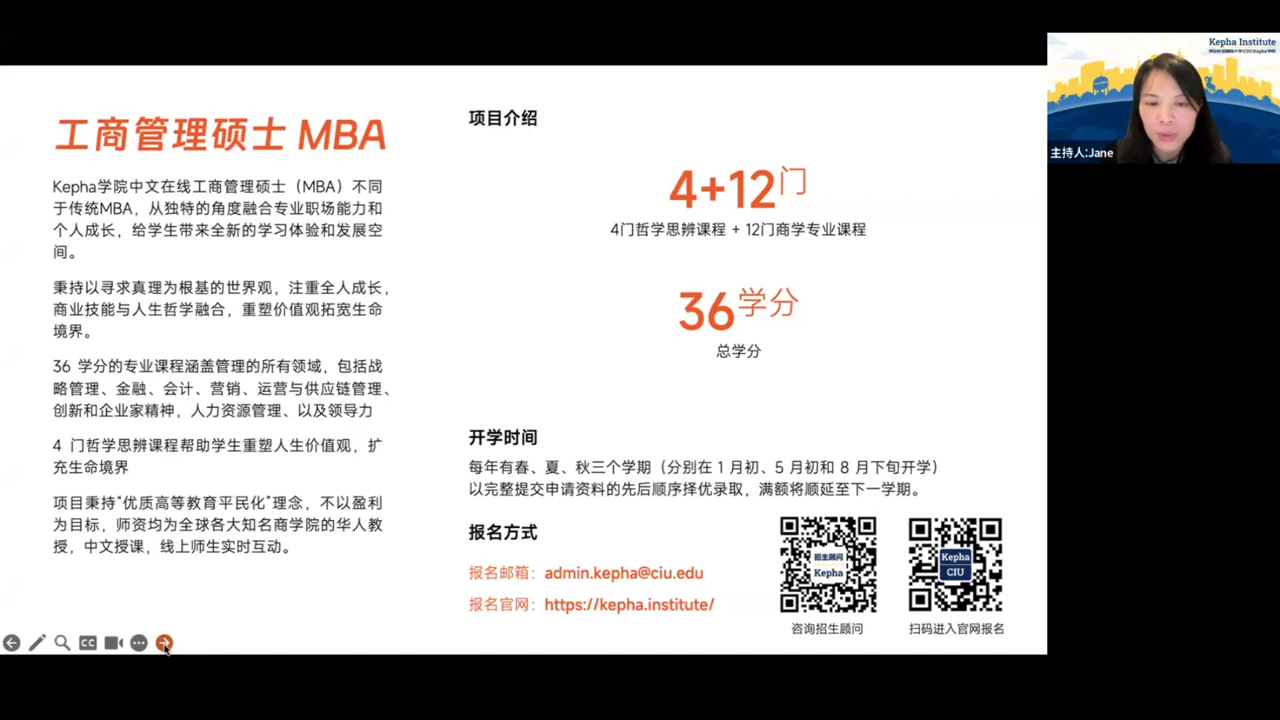 工商管理硕士 MBA
Kepha学院中文在线工商管理硕士（MBA）不同
于传统MBA，从独特的角度融合专业职场能力和
个人成长，给学生带来全新的学习体验和发展空
间。
秉持以寻求真理为根基的世界观，注重全人成长，
商业技能与人生哲学融合，重塑价值观拓宽生命
境界。
36 学分的专业课程涵盖管理的所有领域，包括战
略管理、金融、会计、营销、运营与供应链管理、
创新和企业家精神，人力资源管理、以及领导力
4 门哲学思辨课程帮助学生重塑人生价值观，扩
充生命境界
项目秉持“优质高等教育平民化”理念，不以盈利
为目标，师资均为全球各大知名商学院的华人教
授，中文授课，线上师生实时互动。
项目介绍
4+12门
4门哲学思辨课程 + 12门商学专业课程
36学分
总学分
开学时间
每年有春、夏、秋三个学期（分别在 1 月初、5 月初和 8 月下旬开学）
以完整提交申请资料的先后顺序择优录取，满额将顺延至下一学期。
报名方式
报名邮箱：admin.kepha@ciu.edu
报名官网：https://kepha.institute/
招生顾问
Kepha
咨询招生顾问
Kepha
CIU
扫码进入官网报名
CC
Kepha Institute
主持人:Jane